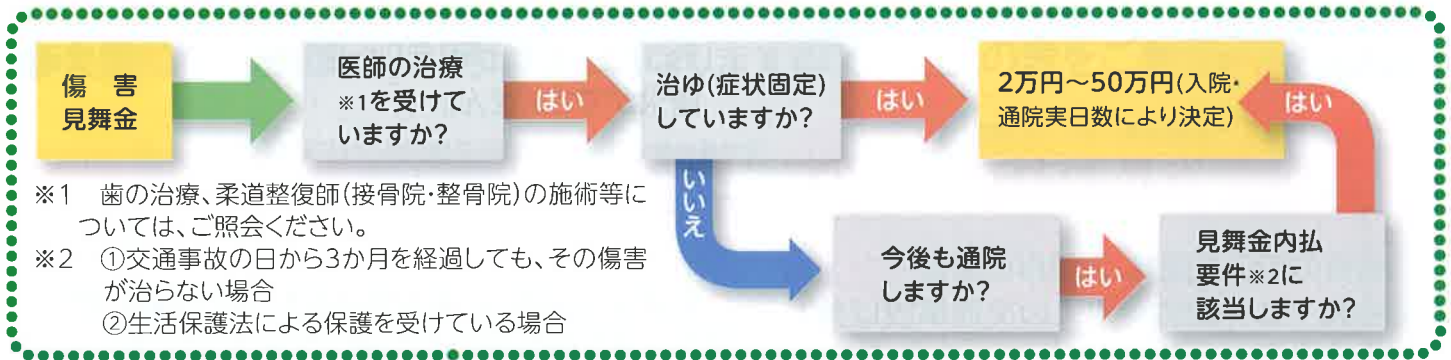 傷　害
見舞金
医師の治療
※1を受けて
いますか?
はい
治ゆ(症状固定)
していますか?
はい
2万円～50万円(入院・
通院実日数により決定)
はい
いいえ
今後も通院
しますか?
はい
見舞金内払
要件※2に
該当しますか?
※1　歯の治療、柔道整復師(接骨院・整骨院)の施術等に
ついては、ご照会ください。
※2　①交通事故の日から3か月を経過しても、その傷害
が治らない場合
②生活保護法による保護を受けている場合